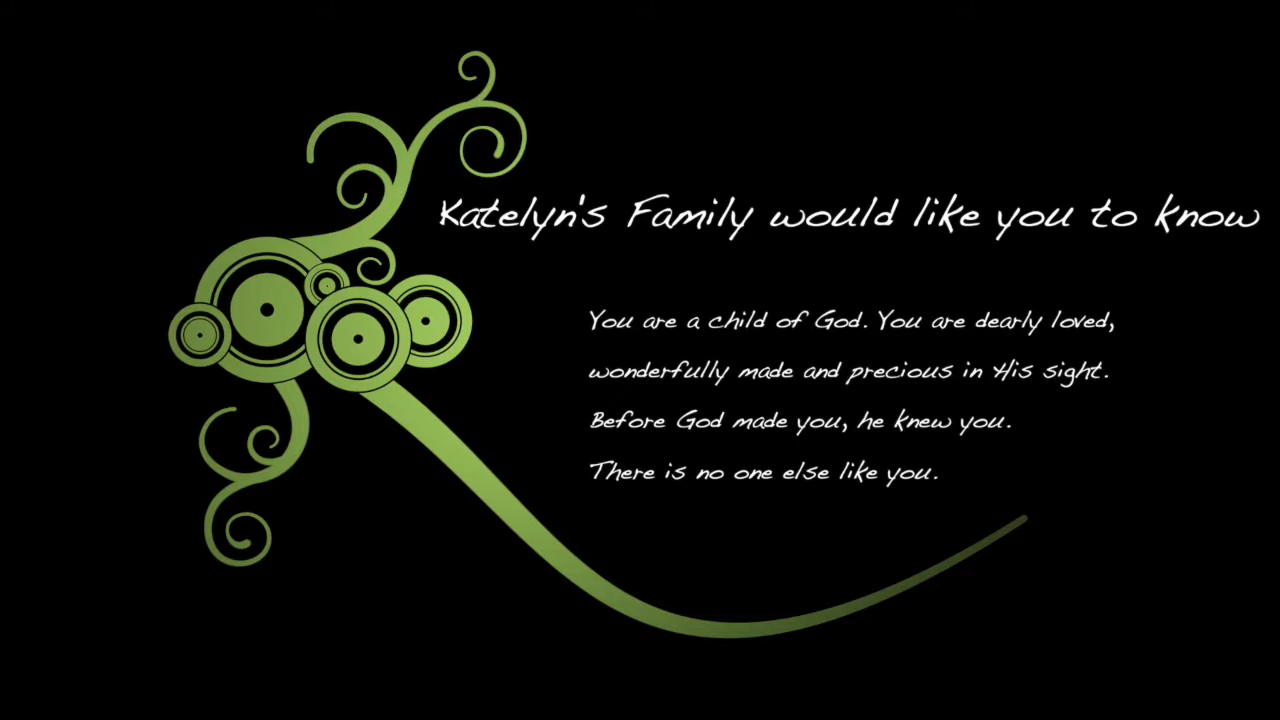 Katelyn's Family would like you to know
You are a child of God. You are dearly loved,
wonderfully made and precious in His sight.
Before God made you, he knew you.
There is no one else like you.